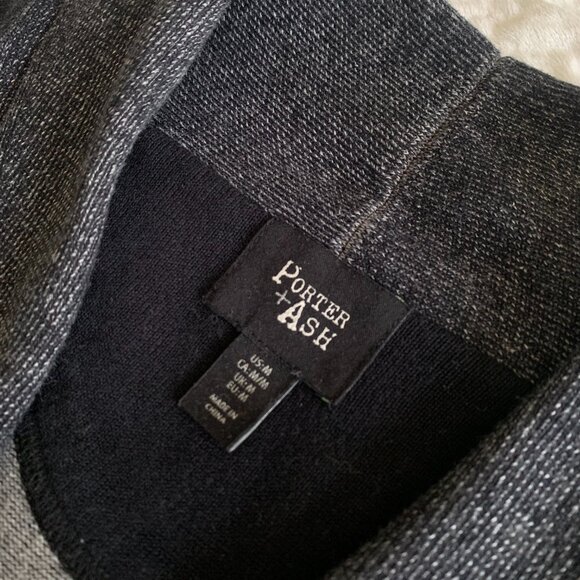 PORTER
+ASH
US:M
CA:M/M
UK:M
EU:M
MADE IN
CHINA